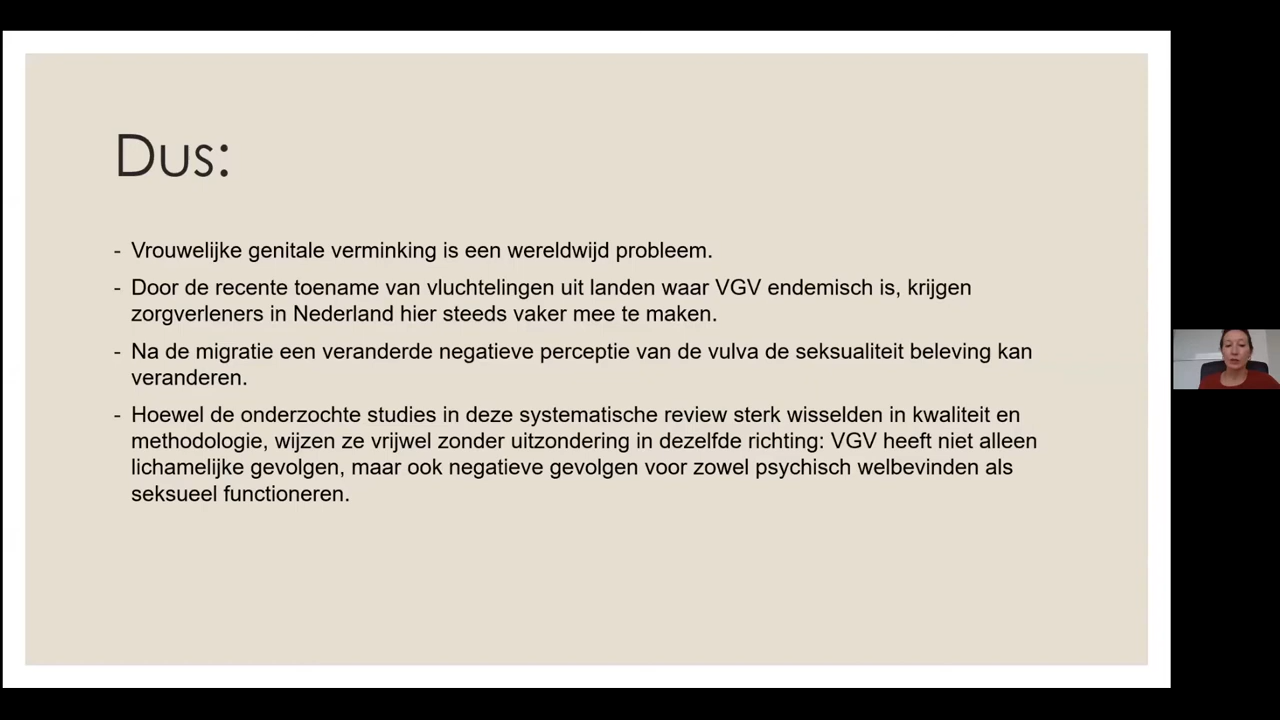 Dus:
- Vrouwelijke genitale verminking is een wereldwijd probleem.
- Door de recente toename van vluchtelingen uit landen waar VGV endemisch is, krijgen
zorgverleners in Nederland hier steeds vaker mee te maken.
- Na de migratie een veranderde negatieve perceptie van de vulva de seksualiteit beleving kan
veranderen.
- Hoewel de onderzochte studies in deze systematische review sterk wisselden in kwaliteit en
methodologie, wijzen ze vrijwel zonder uitzondering in dezelfde richting: VGV heeft niet alleen
lichamelijke gevolgen, maar ook negatieve gevolgen voor zowel psychisch welbevinden als
seksueel functioneren.